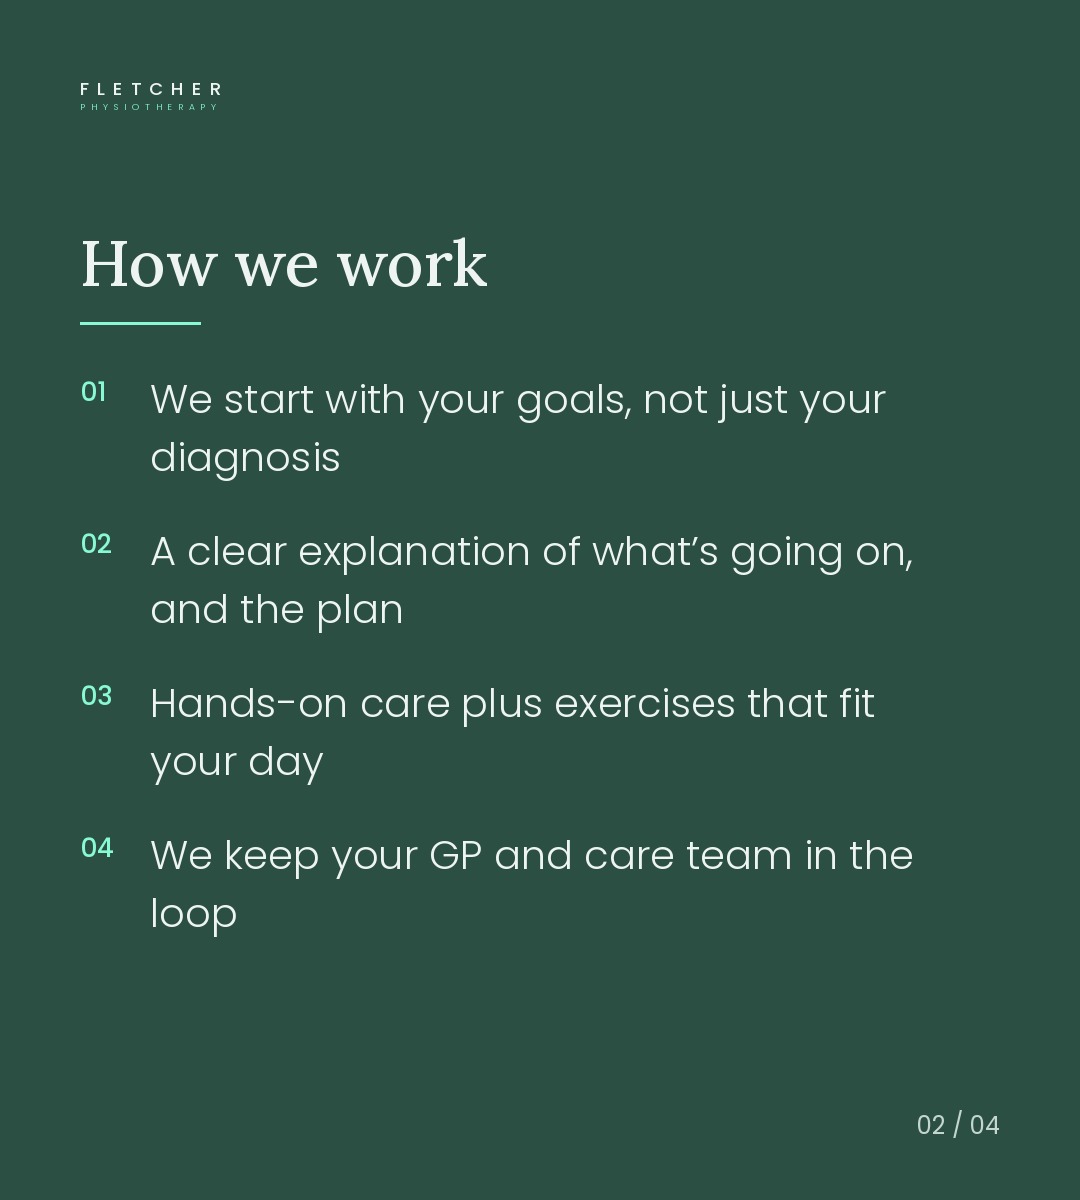 FLETCHER
PHYSIOTHERAPY
How we work
01 We start with your goals, not just your
diagnosis
02 A clear explanation of what’s going on,
and the plan
03 Hands-on care plus exercises that fit
your day
04 We keep your GP and care team in the
loop
02 / 04